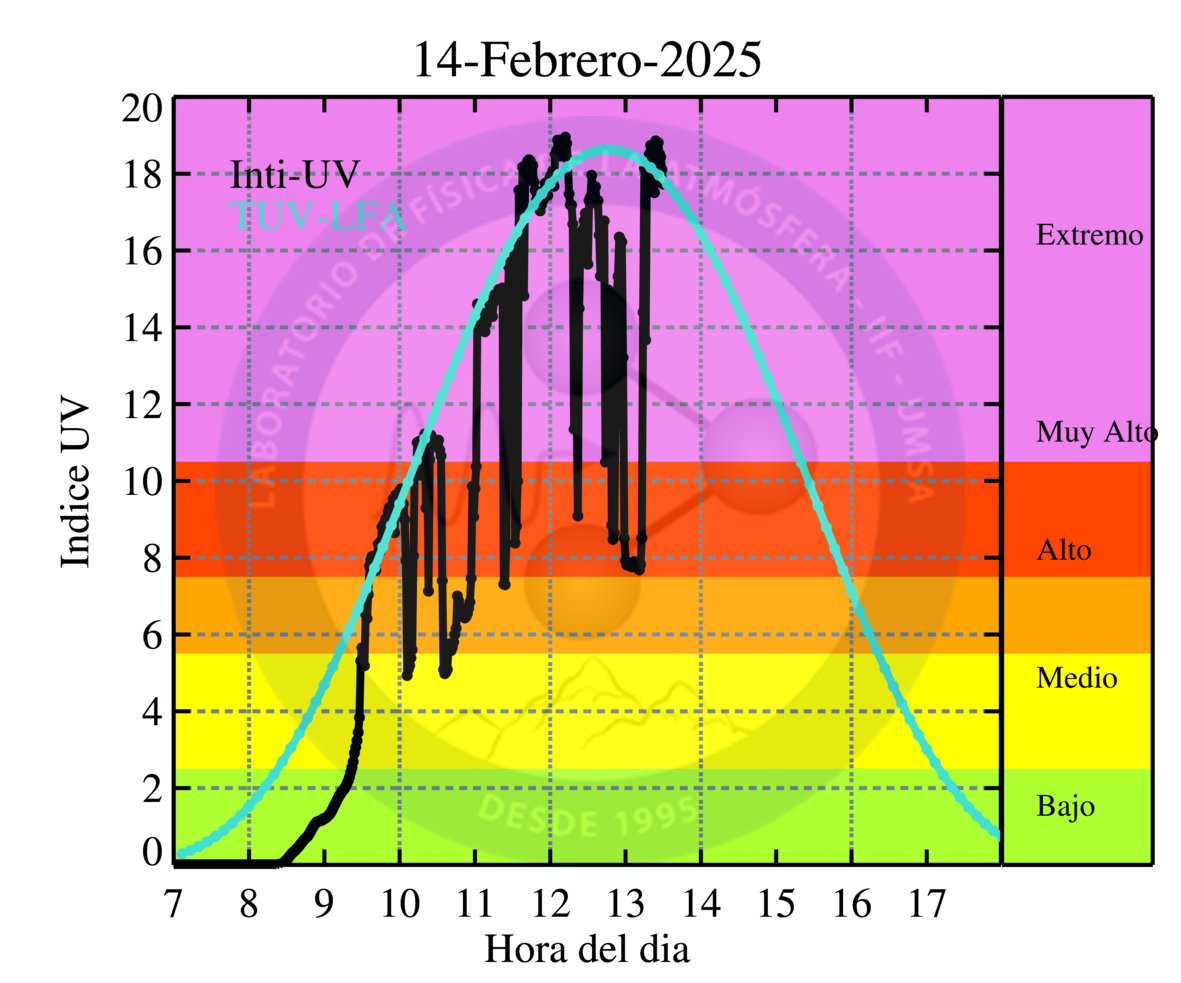 14-Febrero-2025
Indice UV
20
18
16
14
12
10
8
6
4
2
0
Inti-UV
TUV-LFA
LABORATORIO DE FÍSICA DE LA ATMÓSFERA - IIF - UMSA
DESDE 1995
Extremo
Muy Alto
Alto
Medio
Bajo
7 8 9 10 11 12 13 14 15 16 17
Hora del dia